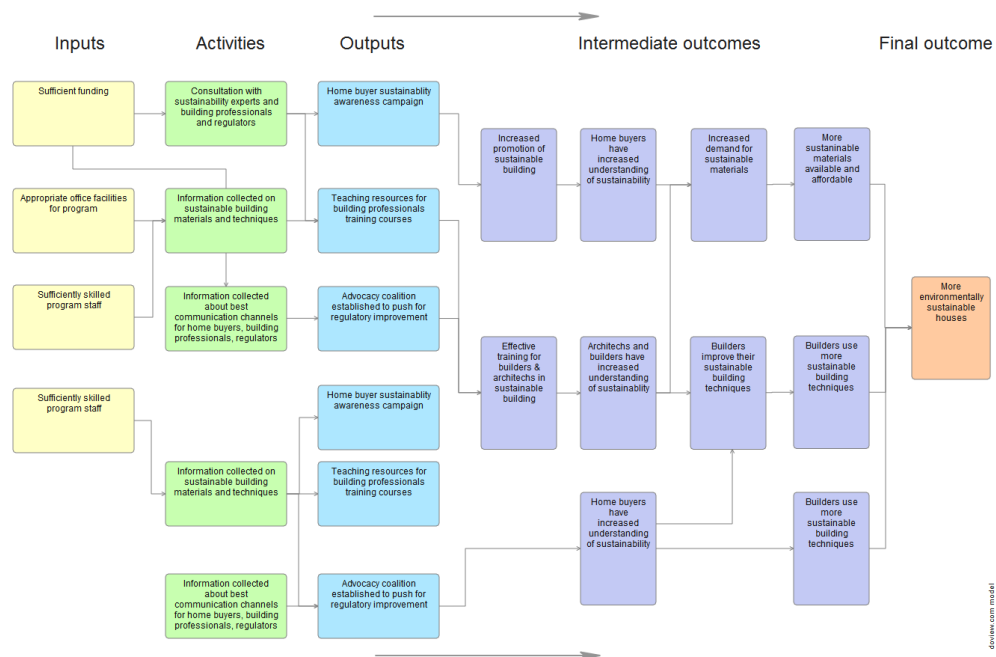 Inputs
Activities
Outputs
Intermediate outcomes
Final outcome
Sufficient funding
Appropriate office facilities
for program
Sufficiently skilled
program staff
Sufficiently skilled
program staff
Consultation with
sustainability experts and
building professionals
and regulators
Information collected on
sustainable building
materials and techniques
Information collected
about best
communication channels
for home buyers, building
professionals, regulators
Information collected on
sustainable building
materials and techniques
Information collected
about best
communication channels
for home buyers, building
professionals, regulators
Home buyer sustainablity
awareness campaign
Teaching resources for
building professionals
training courses
Advocacy coalition
established to push for
regulatory improvement
Home buyer sustainablity
awareness campaign
Teaching resources for
building professionals
training courses
Advocacy coalition
established to push for
regulatory improvement
Increased
promotion of
sustainable
building
Home buyers
have
increased
understanding
of sustainability
Increased
demand for
sustainable
materials
More
sustaninable
materials
available and
affordable
Effective
training for
builders &
architechs in
sustainable
building
Architechs and
builders have
increased
understanding
of sustainablity
Builders
improve their
sustainable
building
techniques
Builders use
more
sustainable
building
techniques
Home buyers
have
increased
understanding
of sustainability
Builders use
more
sustainable
building
techniques
More
environmentally
sustainable
houses
doview.com model